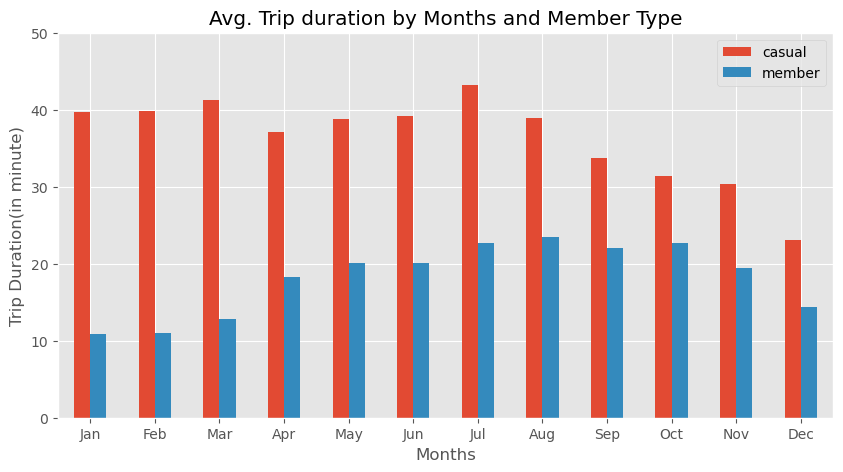 Avg. Trip duration by Months and Member Type
casual
member
Trip Duration(in minute)
50
40
30
20
10
0
Jan Feb Mar Apr May Jun Jul Aug Sep Oct Nov Dec
Months